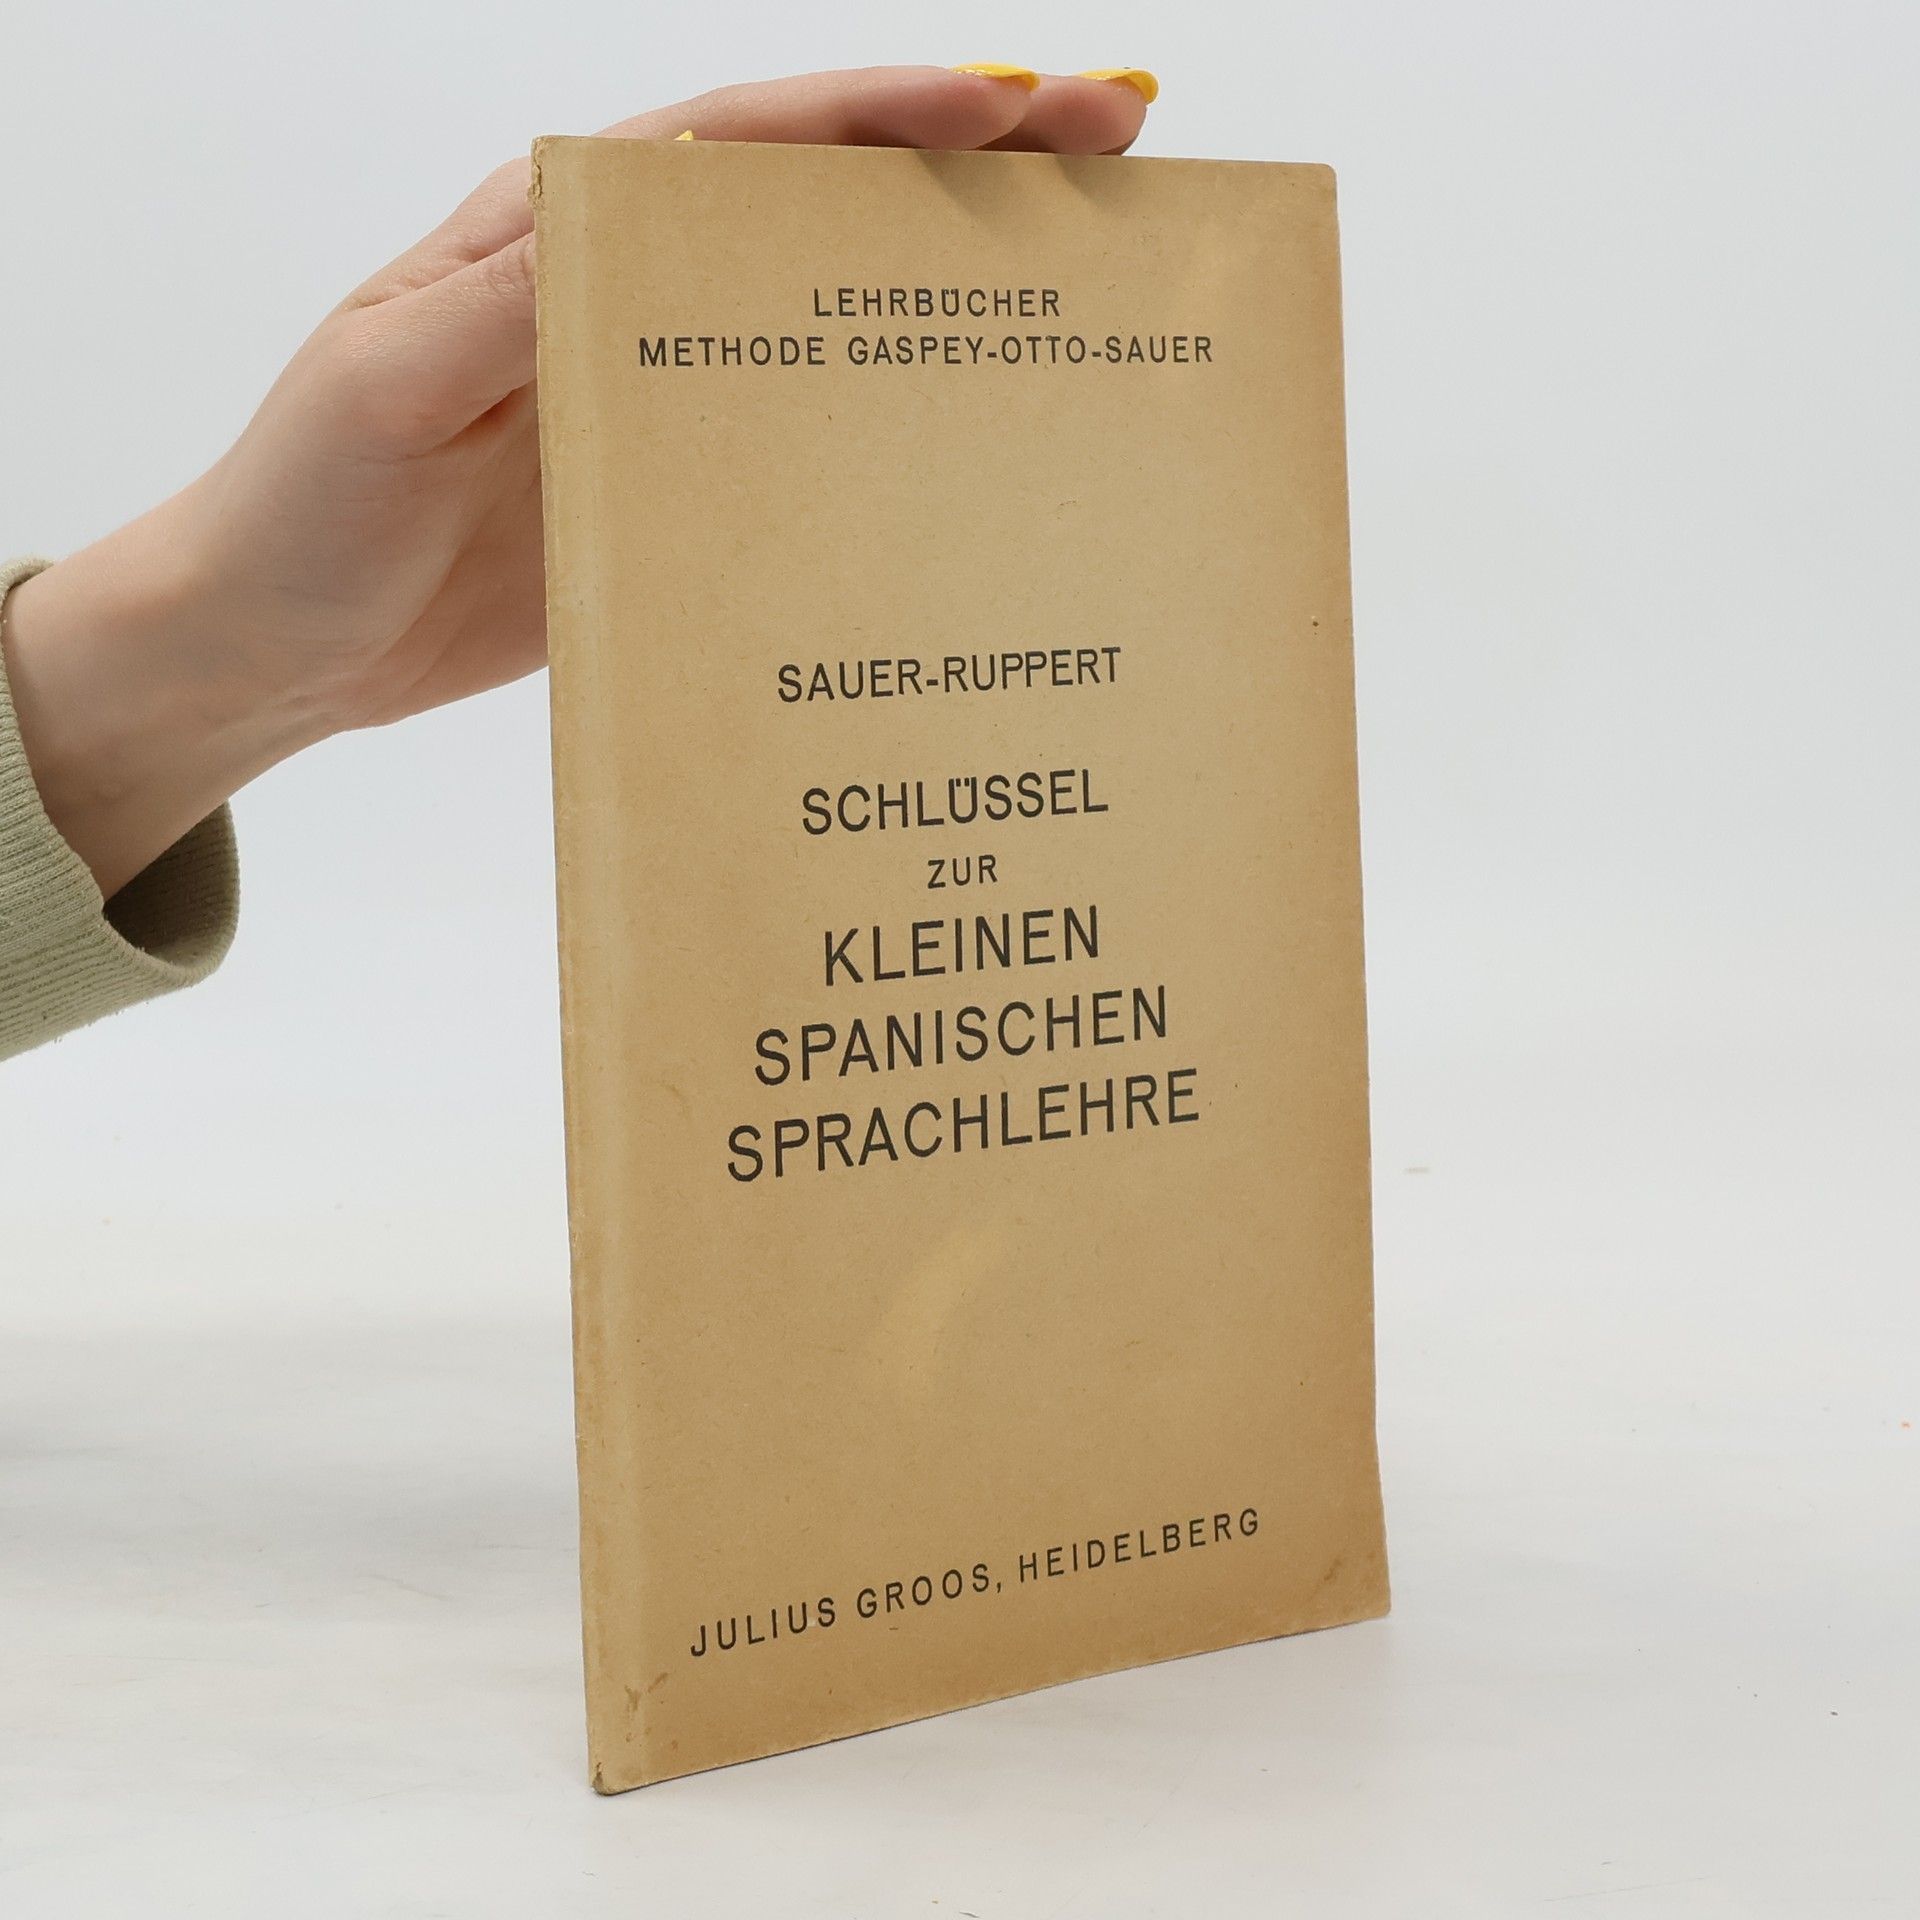 LEHRBÜCHER
METHODE GASPEY-OTTO-SAUER
SAUER-RUPPERT
SCHLÜSSEL
ZUR
KLEINEN
SPANISCHEN
SPRACHLEHRE
JULIUS GROOS, HEIDELBERG